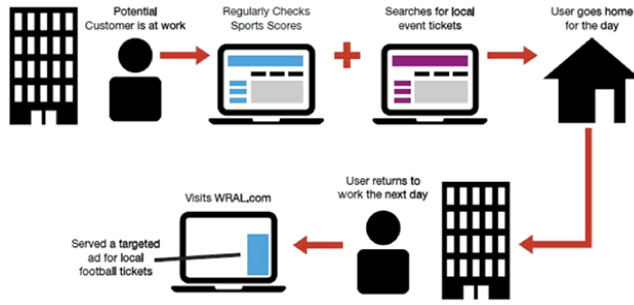 Potential
Customer is at work
Regularly Checks
Sports Scores
Searches for local
event tickets
User goes home
for the day
User returns to
work the next day
Visits WRAL.com
Served a targeted
ad for local
football tickets